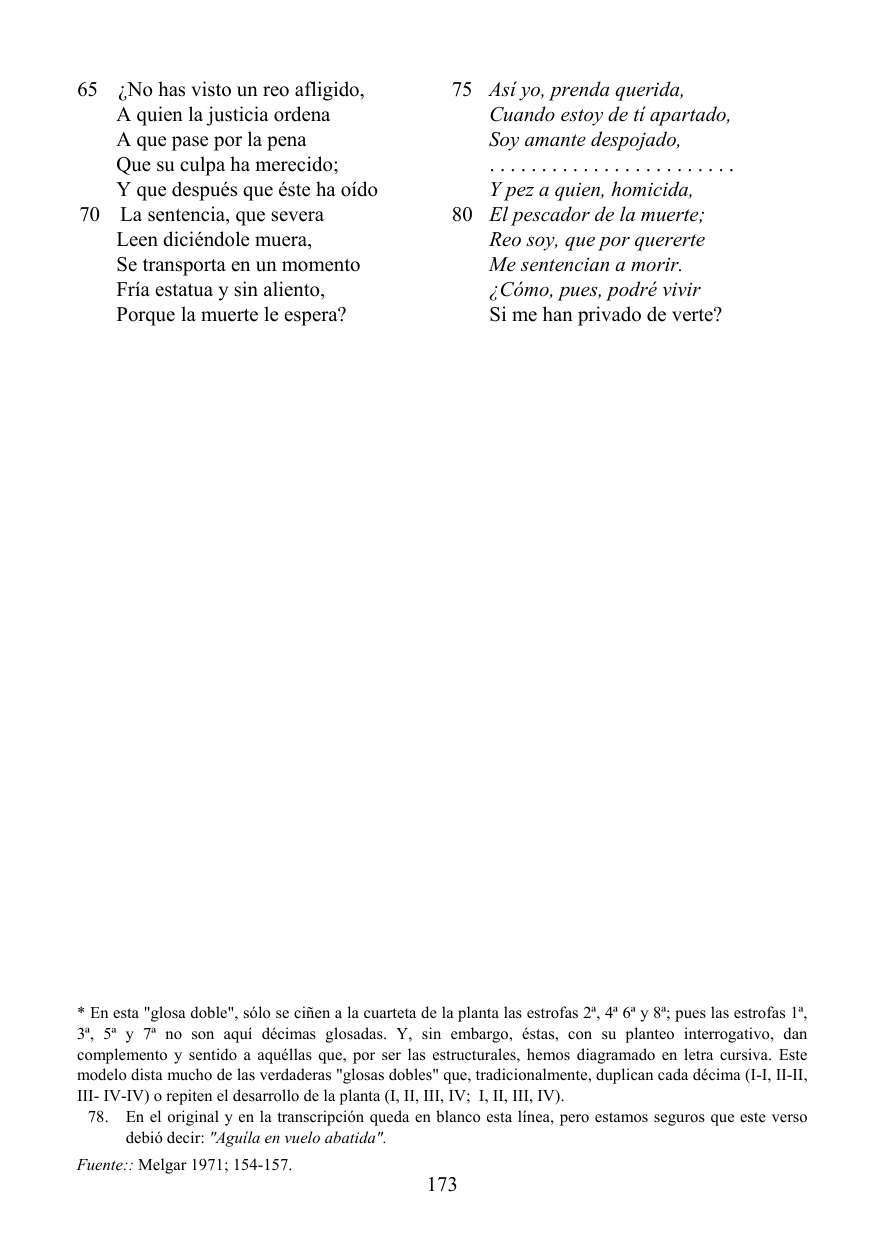 65 ¿No has visto un reo afligido,
A quien la justicia ordena
A que pase por la pena
Que su culpa ha merecido;
Y que después que éste ha oído
70 La sentencia, que severa
Leen diciéndole muera,
Se transporta en un momento
Fría estatua y sin aliento,
Porque la muerte le espera?
75 Así yo, prenda querida,
Cuando estoy de tí apartado,
Soy amante despojado,
. . . . . . . . . . . . . . . . . . . . . . . .
Y pez a quien, homicida,
80 El pescador de la muerte;
Reo soy, que por quererte
Me sentencian a morir.
¿Cómo, pues, podré vivir
Si me han privado de verte?
* En esta "glosa doble", sólo se ciñen a la cuarteta de la planta las estrofas 2ª, 4ª 6ª y 8ª; pues las estrofas 1ª,
3ª, 5ª y 7ª no son aquí décimas glosadas. Y, sin embargo, éstas, con su planteo interrogativo, dan
complemento y sentido a aquéllas que, por ser las estructurales, hemos diagramado en letra cursiva. Este
modelo dista mucho de las verdaderas "glosas dobles" que, tradicionalmente, duplican cada décima (I-I, II-II,
III- IV-IV) o repiten el desarrollo de la planta (I, II, III, IV; I, II, III, IV).
78. En el original y en la transcripción queda en blanco esta línea, pero estamos seguros que este verso
debió decir: "Aguíla en vuelo abatida".
Fuente:: Melgar 1971; 154-157.
173